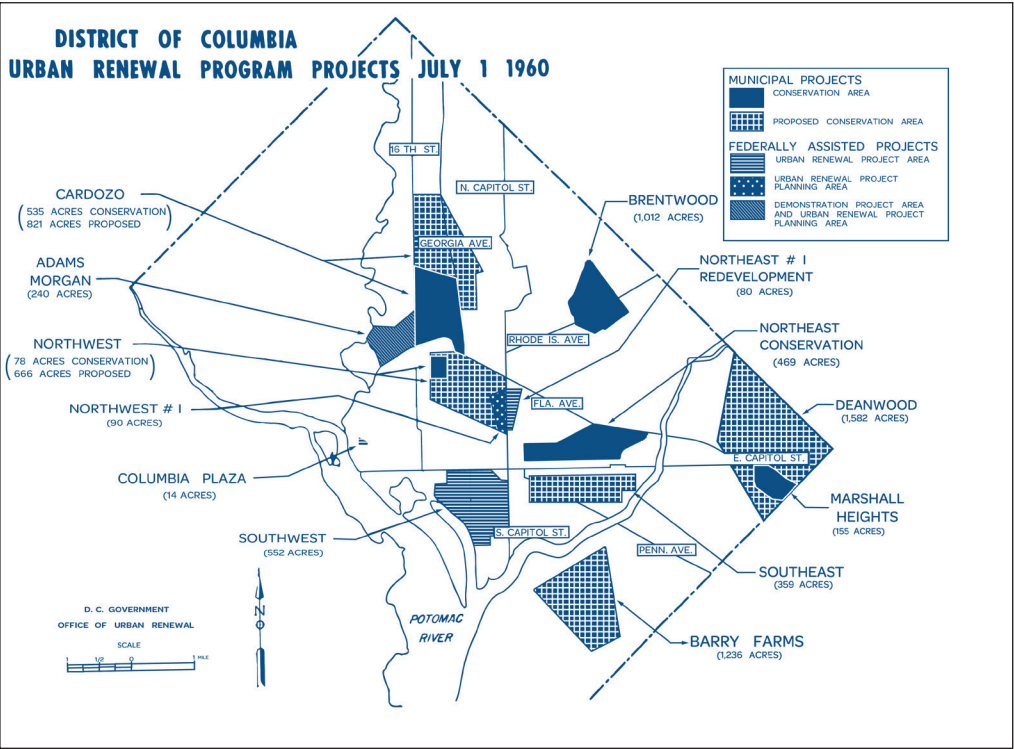 DISTRICT OF COLUMBIA
URBAN RENEWAL PROGRAM PROJECTS JULY 1 1960
MUNICIPAL PROJECTS
CONSERVATION AREA
PROPOSED CONSERVATION AREA
FEDERALLY ASSISTED PROJECTS
URBAN RENEWAL PROJECT AREA
URBAN RENEWAL PROJECT
PLANNING AREA
DEMONSTRATION PROJECT AREA
AND URBAN RENEWAL PROJECT
PLANNING AREA
16 TH ST.
N. CAPITOL ST.
CARDOZO
(535 ACRES CONSERVATION)
(821 ACRES PROPOSED)
BRENTWOOD
(1,012 ACRES)
GEORGIA AVE.
ADAMS
MORGAN
(240 ACRES)
NORTHEAST # 1
REDEVELOPMENT
(80 ACRES)
NORTHWEST
(78 ACRES CONSERVATION)
(666 ACRES PROPOSED)
RHODE IS. AVE.
NORTHEAST
CONSERVATION
(469 ACRES)
NORTHWEST # 1
(90 ACRES)
FLA. AVE.
DEANWOOD
(1,582 ACRES)
E. CAPITOL ST.
COLUMBIA PLAZA
(14 ACRES)
MARSHALL
HEIGHTS
(155 ACRES)
SOUTHWEST
(552 ACRES)
S. CAPITOL ST.
PENN. AVE.
SOUTHEAST
(359 ACRES)
BARRY FARMS
(1,236 ACRES)
POTOMAC
RIVER
N
D. C. GOVERNMENT
OFFICE OF URBAN RENEWAL
SCALE
1 1/2 0 1 MILE